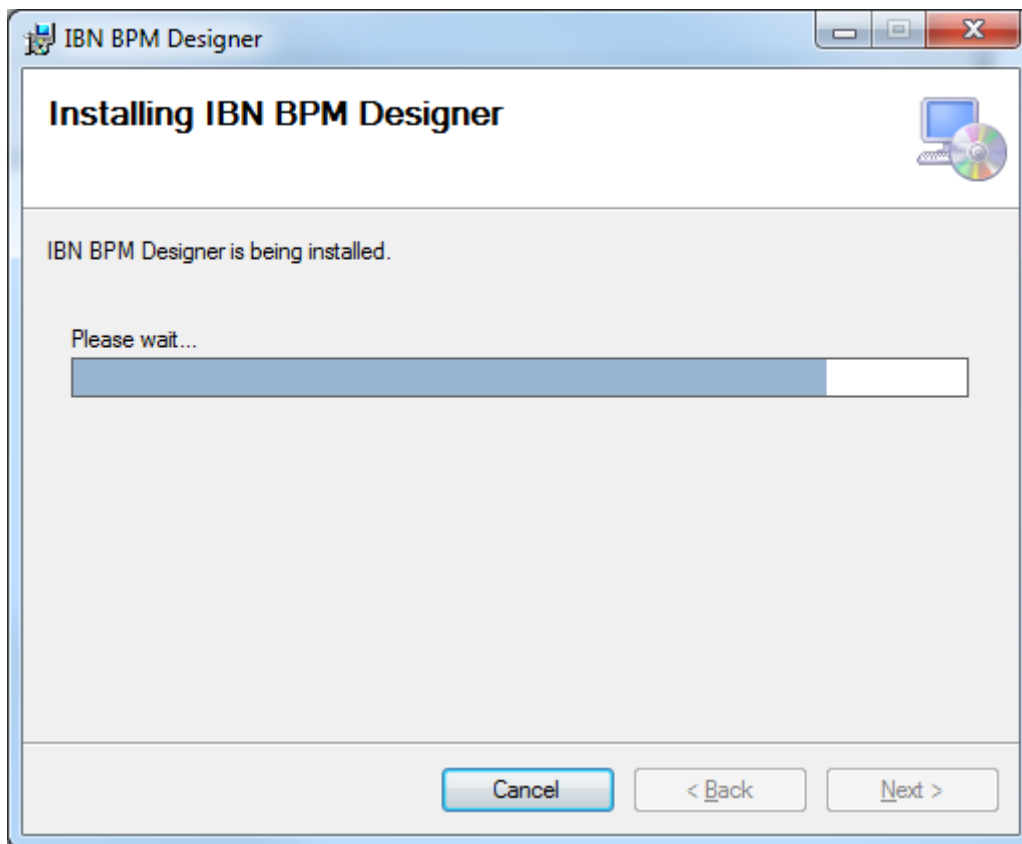 IBN BPM Designer
Installing IBN BPM Designer
IBN BPM Designer is being installed.
Please wait...
Cancel
< Back
Next >